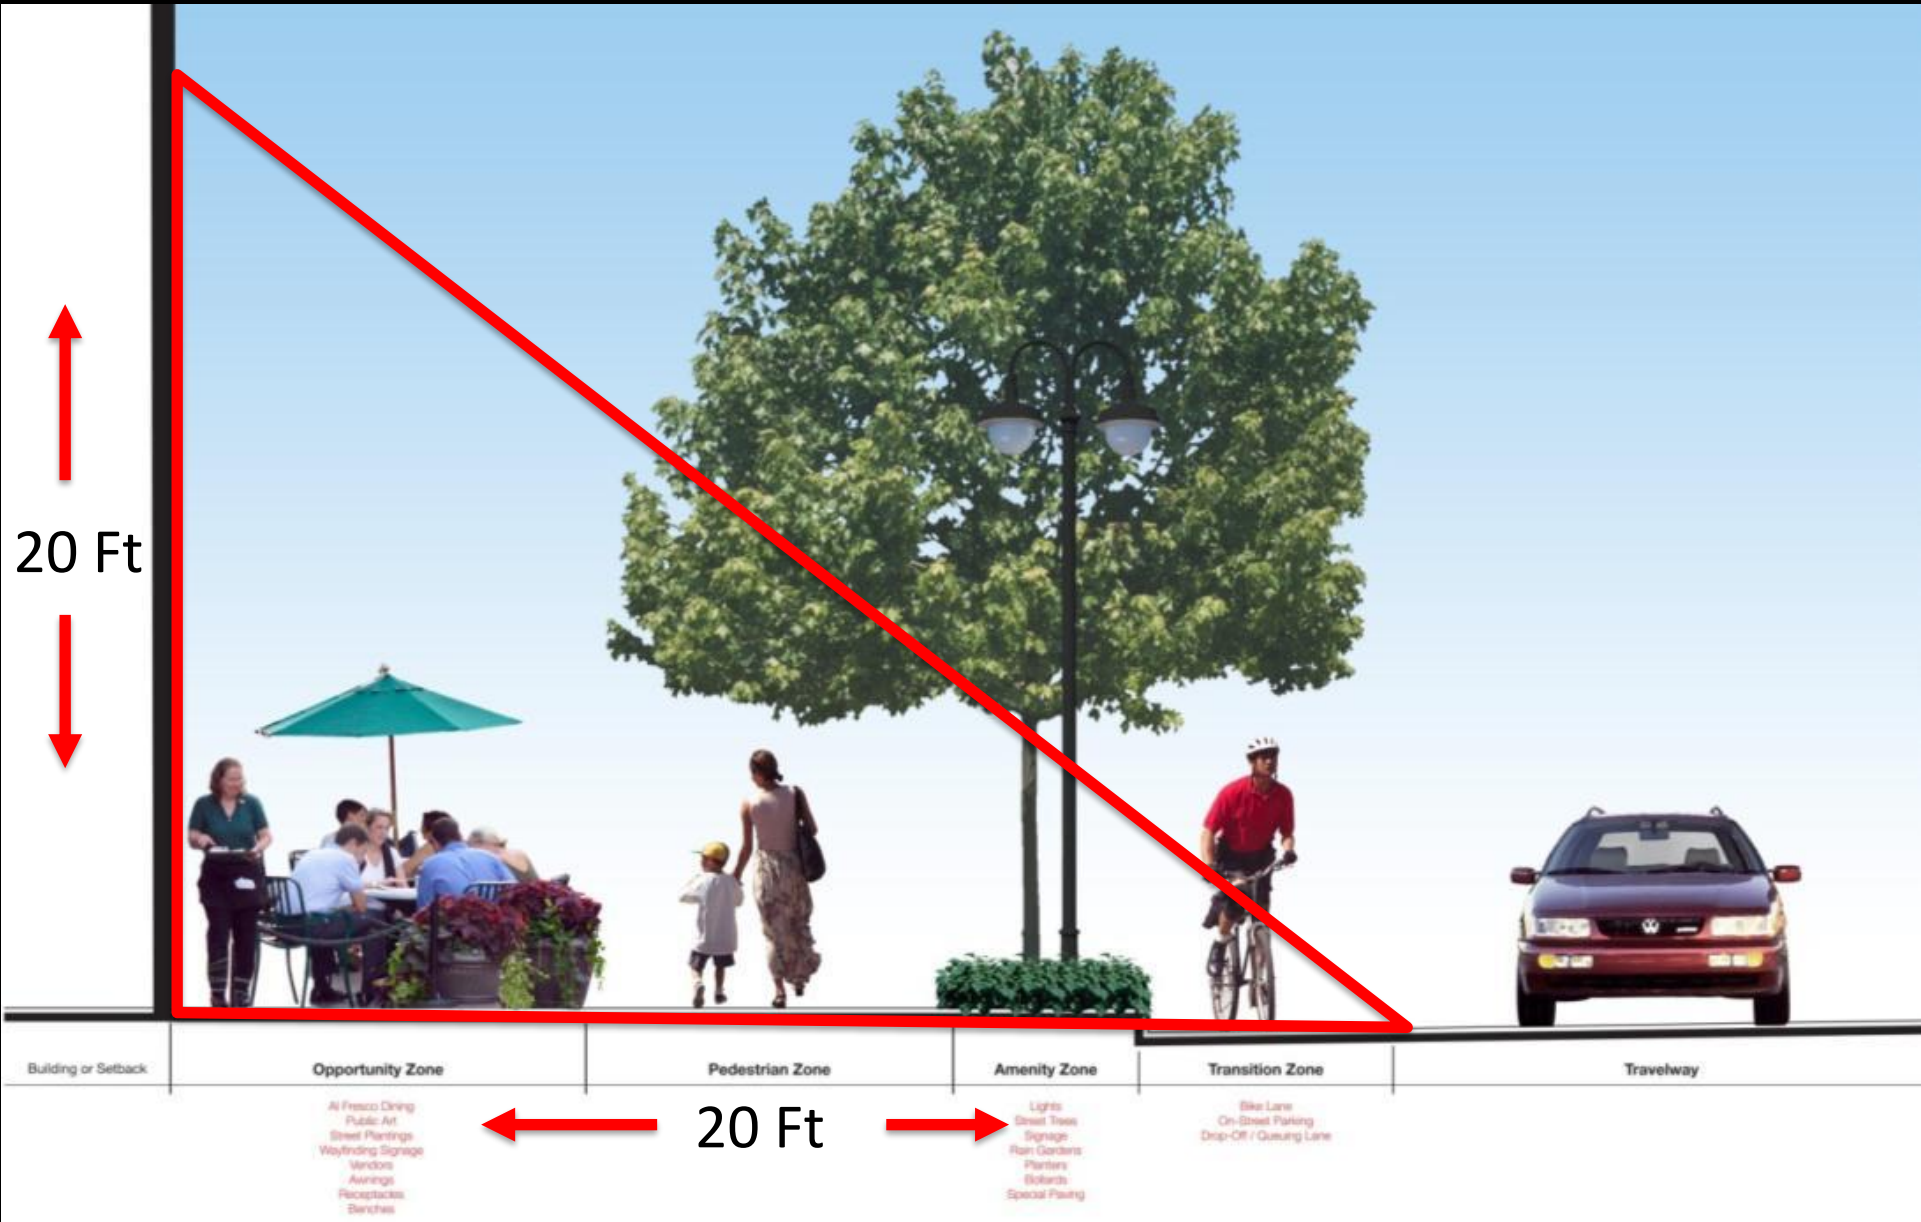 20 Ft
Building or Setback
Opportunity Zone
Pedestrian Zone
Amenity Zone
Transition Zone
Travelway
Al Fresco Dining
Public Art
Street Plantings
Wayfinding Signage
Vendors
Awnings
Receptacles
Benches
20 Ft
Lights
Street Trees
Signage
Rain Gardens
Planters
Bollards
Special Paving
Bike Lane
On-Street Parking
Drop-Off / Queuing Lane